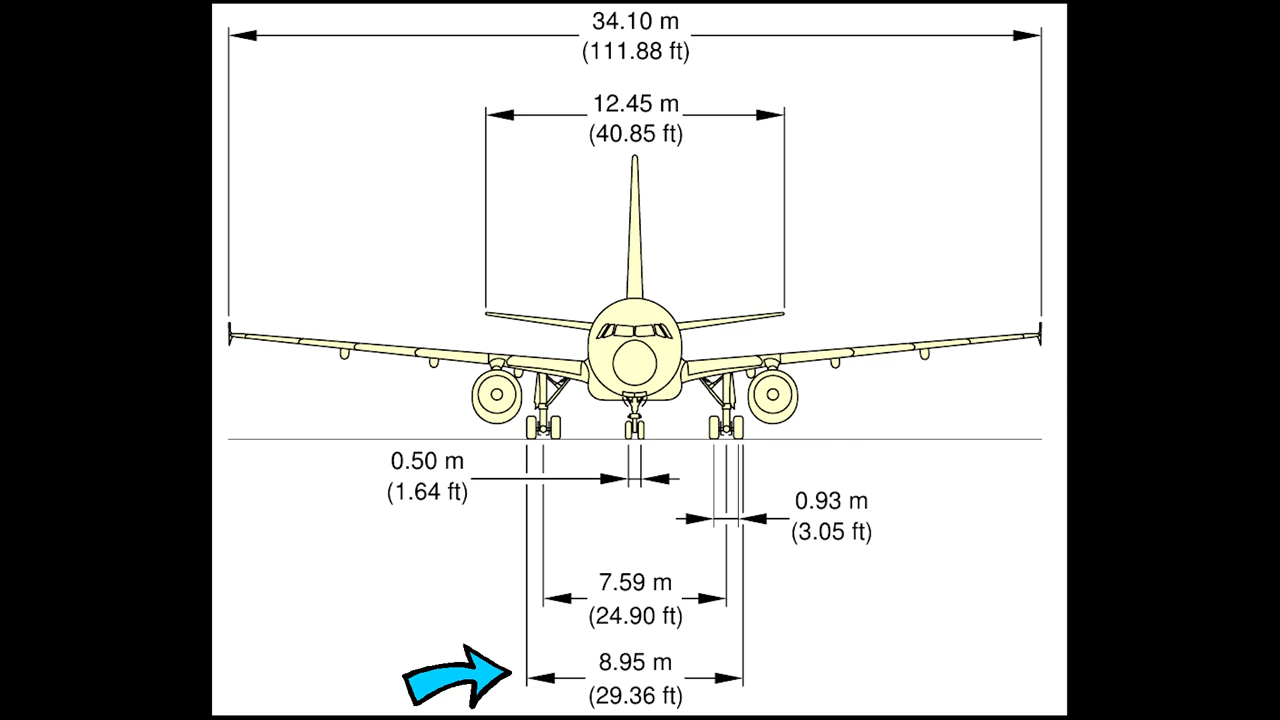 34.10 m
(111.88 ft)
12.45 m
(40.85 ft)
0.50 m
(1.64 ft)
0.93 m
(3.05 ft)
7.59 m
(24.90 ft)
8.95 m
(29.36 ft)